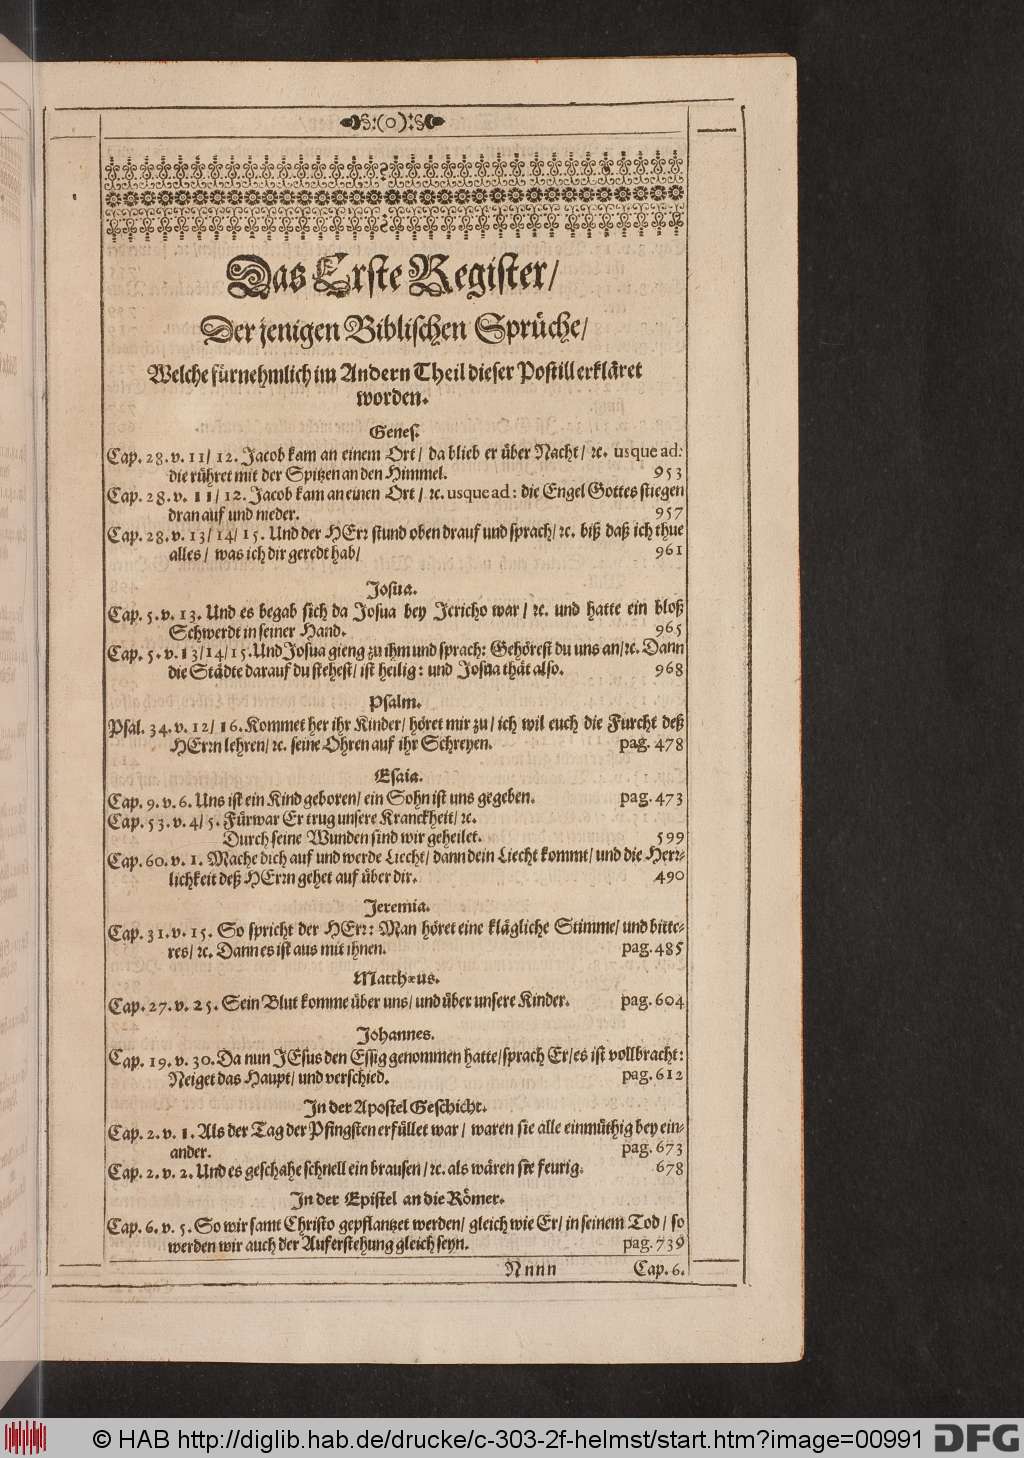 :(o):
Das Erste Register/
Der jenigen Biblischen Sprüche/
Welche fürnehmlich im Andern Theil dieser Postill erkläret
worden.
Genes.
Cap. 28. v. 11/ 12. Jacob kam an einem Ort/ da blieb er über Nacht/ ꝛc. usque ad:
die rühret mit der Spitzen an den Himmel. 953
Cap. 28. v. 11/ 12. Jacob kam an einen Ort/ ꝛc. usque ad: die Engel Gottes stiegen
dran auf und nieder. 957
Cap. 28. v. 13/ 14/ 15. Und der HErr stund oben drauf und sprach/ ꝛc. biß daß ich thue
alles/ was ich dir geredt hab/ 961
Josua.
Cap. 5. v. 13. Und es begab sich da Josua bey Jericho war/ ꝛc. und hatte ein bloß
Schwerdt in seiner Hand. 965
Cap. 5. v. 13/ 14/ 15. Und Josua gieng zu ihm und sprach: Gehörest du uns an/ ꝛc. Dann
die Städte darauf du stehest/ ist heilig: und Josua thät also. 968
Psalm.
Psal. 34. v. 12/ 16. Kommet her ihr Kinder/ höret mir zu/ ich wil euch die Furcht deß
HErrn lehren/ ꝛc. seine Ohren auf ihr Schreyen. pag. 478
Esaia.
Cap. 9. v. 6. Uns ist ein Kind geboren/ ein Sohn ist uns gegeben. pag. 473
Cap. 53. v. 4/ 5. Fürwar Er trug unsere Kranckheit/ ꝛc.
Durch seine Wunden sind wir geheilet. 599
Cap. 60. v. 1. Mache dich auf und werde Liecht/ dann dein Liecht kommt/ und die Herr-
lichkeit deß HErrn gehet auf über dir. 490
Jeremia.
Cap. 31. v. 15. So spricht der HErr: Man höret eine klägliche Stimme/ und bitte-
res/ ꝛc. Dann es ist aus mit ihnen. pag. 485
Matthæus.
Cap. 27. v. 25. Sein Blut komme über uns/ und über unsere Kinder. pag. 604
Johannes.
Cap. 19. v. 30. Da nun JEsus den Essig genommen hatte/ sprach Er/ es ist vollbracht:
Neiget das Haupt/ und verschied. pag. 612
In der Apostel Geschicht.
Cap. 2. v. 1. Als der Tag der Pfingsten erfüllet war/ waren sie alle einmüthig bey ein-
ander. pag. 673
Cap. 2. v. 2. Und es geschahe schnell ein brausen/ ꝛc. als wären sie feurig. 678
In der Epistel an die Römer.
Cap. 6. v. 5. So wir samt Christo gepflantzet werden/ gleich wie Er/ in seinem Tod/ so
werden wir auch der Auferstehung gleich seyn. pag. 739
Nnnn Cap. 6.
© HAB http://diglib.hab.de/drucke/c-303-2f-helmst/start.htm?image=00991
DFG